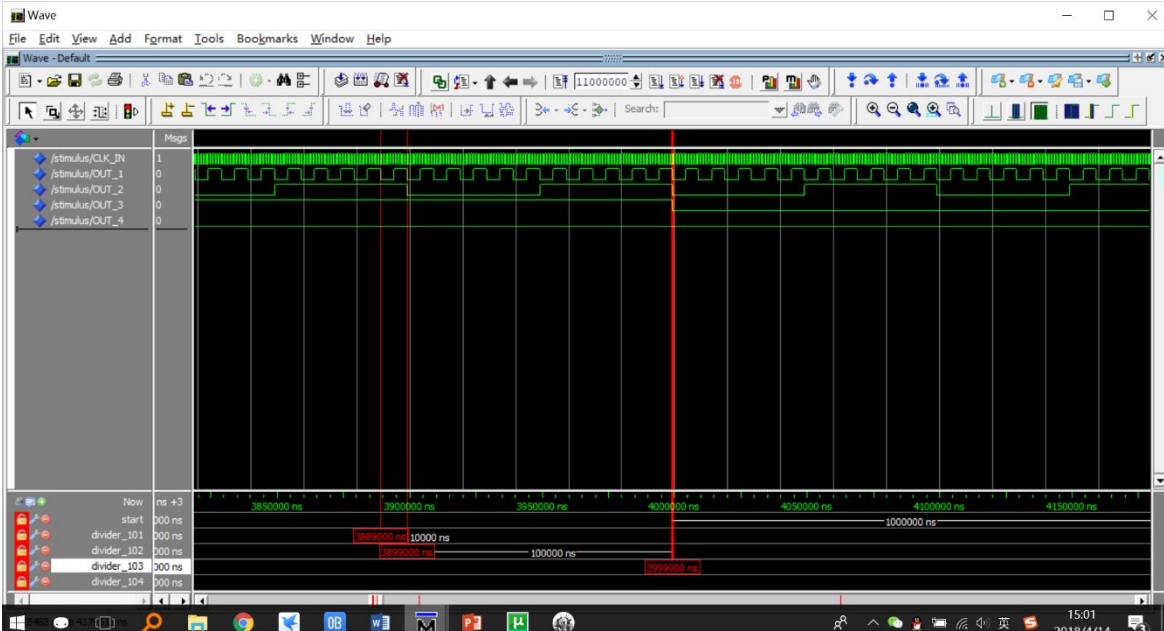 Wave
File Edit View Add Format Tools Bookmarks Window Help
Wave - Default
11000000
Search:
Msgs
/stimulus/CLK_IN 1
/stimulus/OUT_1 0
/stimulus/OUT_2 0
/stimulus/OUT_3 0
/stimulus/OUT_4 0
Now ns +3 3850000 ns 3900000 ns 3950000 ns 4000000 ns 4050000 ns 4100000 ns 4150000 ns
start 000 ns 1000000 ns
divider_101 000 ns 3889000 ns 10000 ns
divider_102 000 ns 3899000 ns 100000 ns
divider_103 000 ns 3999000 ns
divider_104 000 ns
英 15:01
2018/4/14